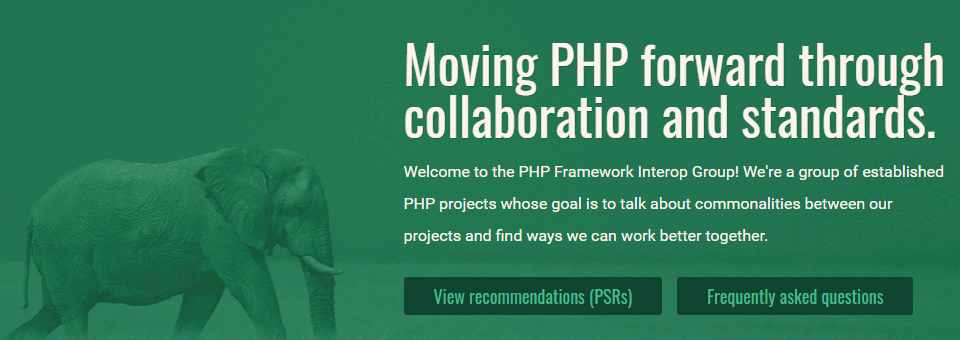 Moving PHP forward through
collaboration and standards.
Welcome to the PHP Framework Interop Group! We're a group of established
PHP projects whose goal is to talk about commonalities between our
projects and find ways we can work better together.
View recommendations (PSRs)
Frequently asked questions